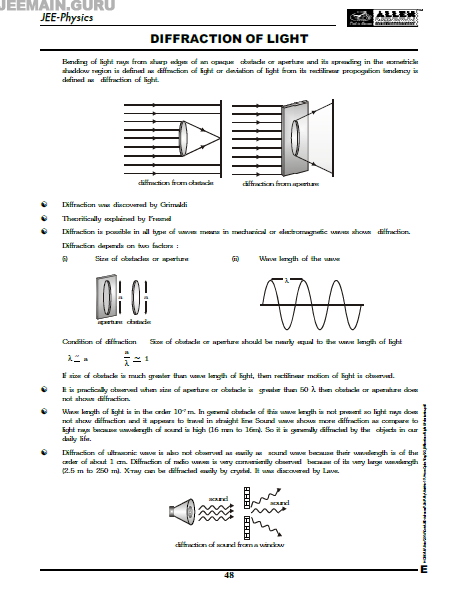 JEEMAIN.GURU
JEE-Physics
ALLEN
DIFFRACTION OF LIGHT
Bending of light rays from sharp edges of an opaque obstacle or aperture and its spreading in the eometricle
shaddow region is defined as diffraction of light or deviation of light from its rectilinear propogation tendency is
defined as diffraction of light.
diffraction from obstacle
diffraction from aperture
Diffraction was discovered by Grimaldi
Theoritically explained by Fresnel
Diffraction is possible in all type of waves means in mechanical or electromagnetic waves shows diffraction.
Diffraction depends on two factors :
(i) Size of obstacles or aperture (ii) Wave length of the wave
a a λ
aperture obstacle
Condition of diffraction Size of obstacle or aperture should be nearly equal to the wave length of light
λ ≃ a a/λ ≃ 1
If size of obstacle is much greater than wave length of light, then rectilinear motion of light is observed.
It is practically observed when size of aperture or obstacle is greater than 50 λ then obstacle or aperature does
not shows diffraction.
Wave length of light is in the order 10⁻⁷ m. In general obstacle of this wave length is not present so light rays does
not show diffraction and it appears to travel in straight line Sound wave shows more diffraction as compare to
light rays because wavelength of sound is high (16 mm to 16m). So it is generally diffracted by the objects in our
daily life.
Diffraction of ultrasonic wave is also not observed as easily as sound wave because their wavelength is of the
order of about 1 cm. Diffraction of radio waves is very conveniently observed because of its very large wavelength
(2.5 m to 250 m). X-ray can be diffracted easily by crystel. It was discovered by Lave.
sound
sound
diffraction of sound from a window
48
E